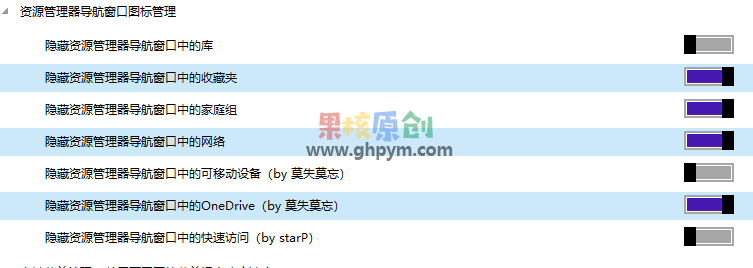 资源管理器导航窗口图标管理
隐藏资源管理器导航窗口中的库
隐藏资源管理器导航窗口中的收藏夹
隐藏资源管理器导航窗口中的家庭组
果核原创
隐藏资源管理器导航窗口中的网络
www.ghpym.com
隐藏资源管理器导航窗口中的可移动设备（by 莫失莫忘）
隐藏资源管理器导航窗口中的OneDrive（by 莫失莫忘）
隐藏资源管理器导航窗口中的快速访问（by starP）